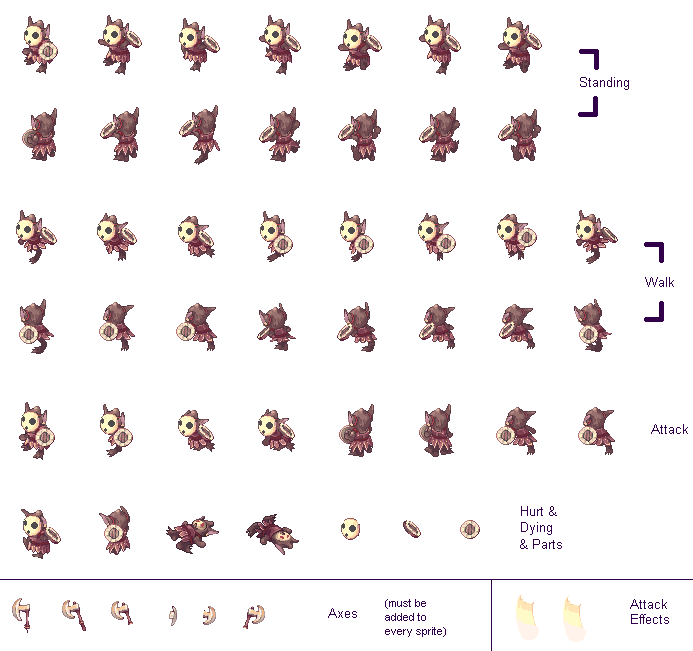 Standing
Walk
Attack
Hurt &
Dying
& Parts
Axes
(must be
added to
every sprite)
Attack
Effects